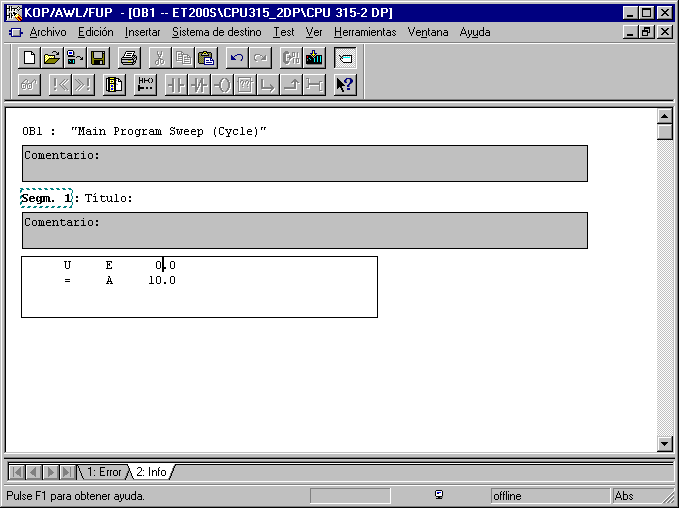 KOP/AWL/FUP - [OB1 -- ET200S\CPU315_2DP\CPU 315-2 DP]
Archivo Edición Insertar Sistema de destino Test Ver Herramientas Ventana Ayuda
OB1 : "Main Program Sweep (Cycle)"
Comentario:
Segm. 1: Título:
Comentario:
U E 0.0
= A 10.0
1: Error 2: Info
Pulse F1 para obtener ayuda. offline Abs